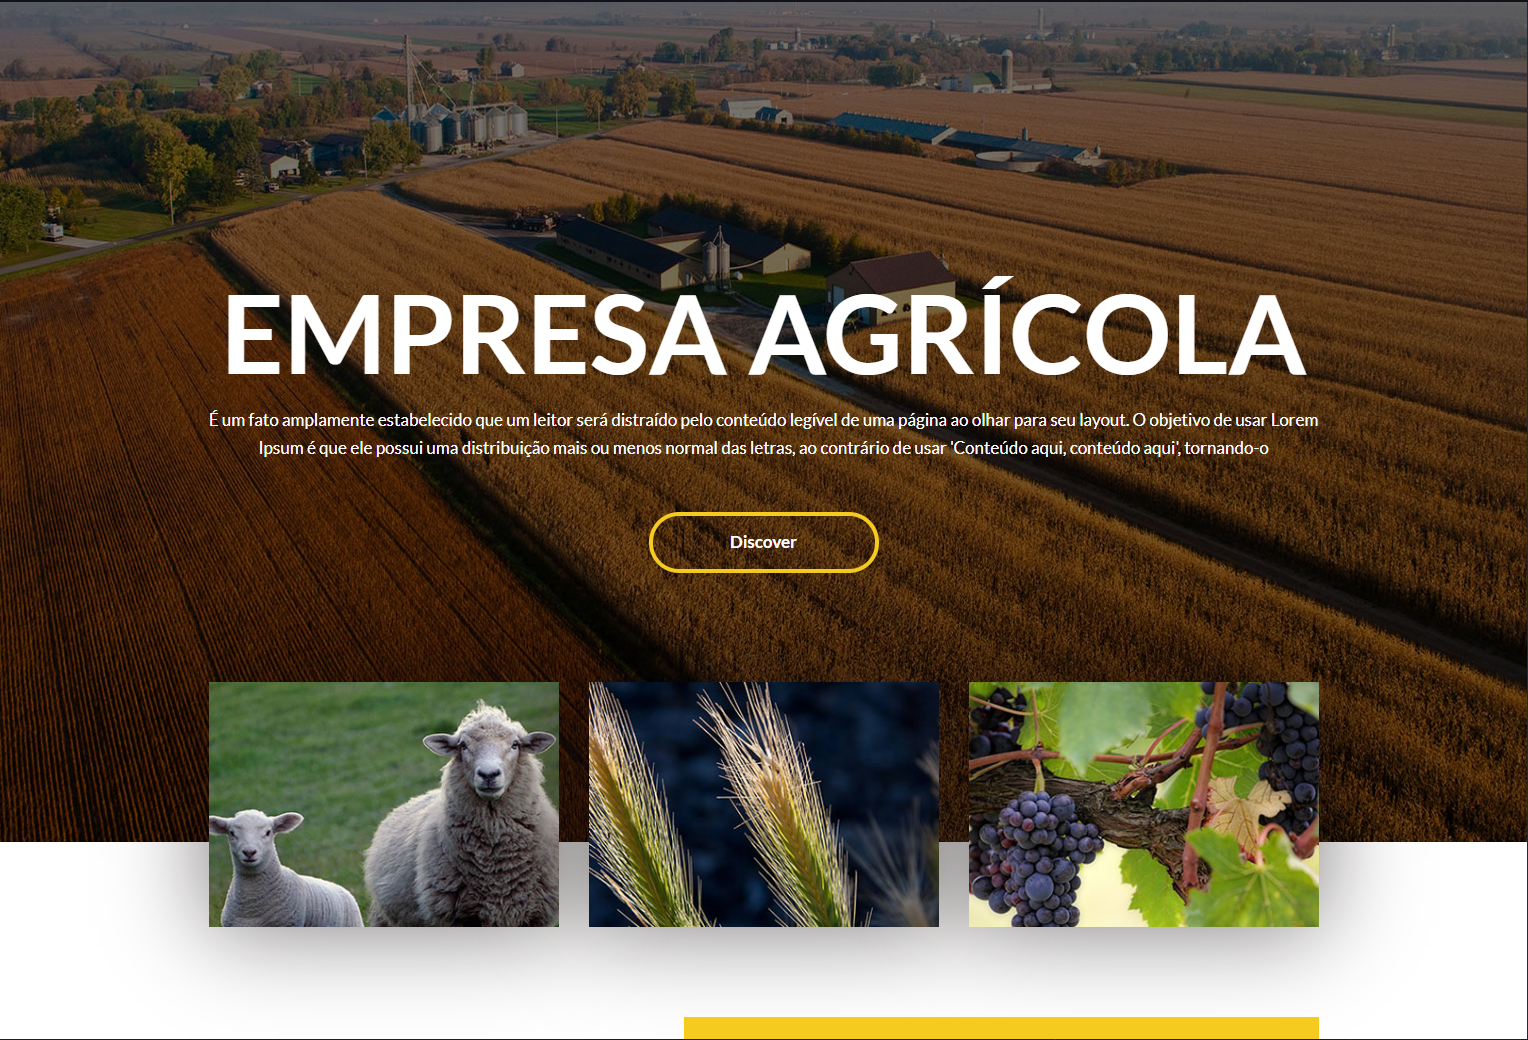 EMPRESA AGRÍCOLA
É um fato amplamente estabelecido que um leitor será distraído pelo conteúdo legível de uma página ao olhar para seu layout. O objetivo de usar Lorem
Ipsum é que ele possui uma distribuição mais ou menos normal das letras, ao contrário de usar 'Conteúdo aqui, conteúdo aqui', tornando-o
Discover